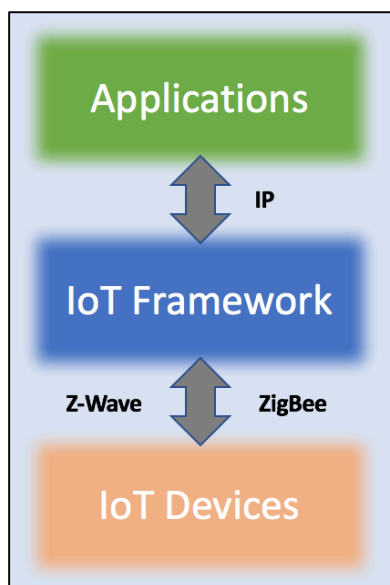 Applications
IP
IoT Framework
Z-Wave ZigBee
IoT Devices